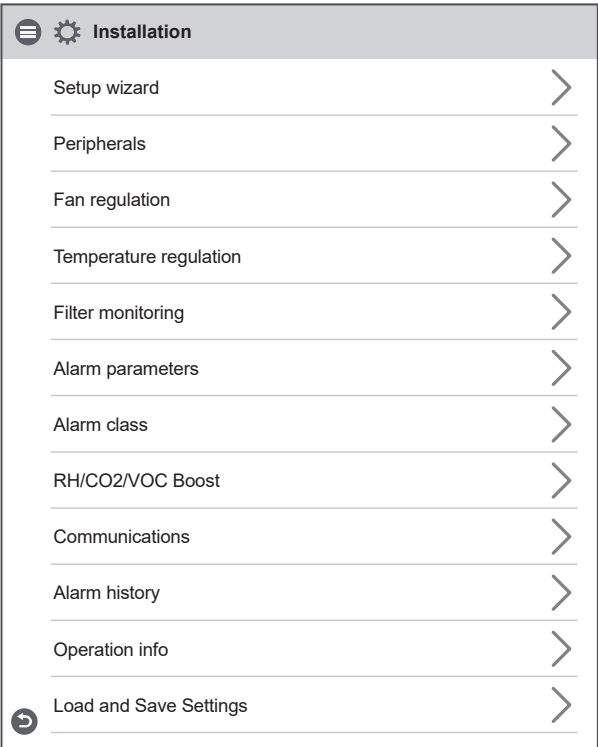 Installation
Setup wizard
Peripherals
Fan regulation
Temperature regulation
Filter monitoring
Alarm parameters
Alarm class
RH/CO2/VOC Boost
Communications
Alarm history
Operation info
Load and Save Settings